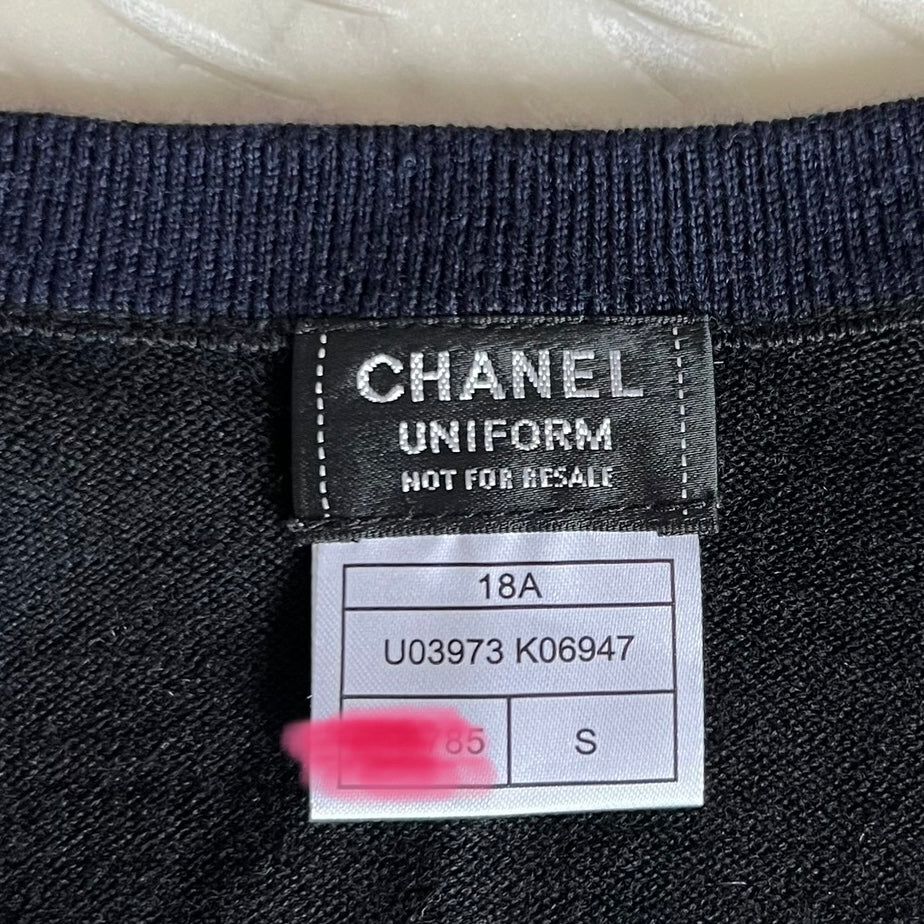 CHANEL
UNIFORM
NOT FOR RESALE
18A
U03973 K06947
785 S